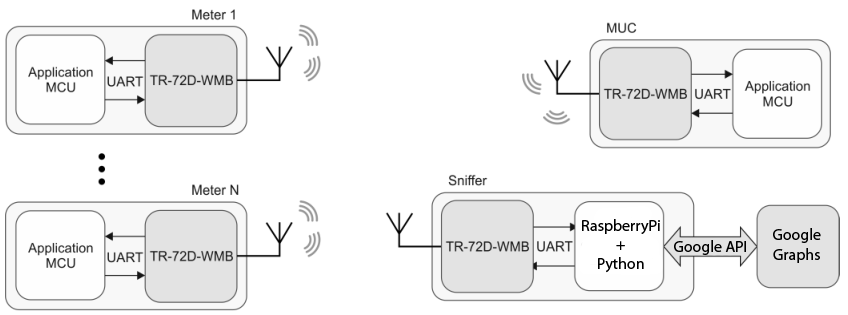 Meter 1
Application
MCU
UART
TR-72D-WMB
MUC
TR-72D-WMB
UART
Application
MCU
Meter N
Application
MCU
UART
TR-72D-WMB
Sniffer
TR-72D-WMB
UART
RaspberryPi
+
Python
Google API
Google
Graphs